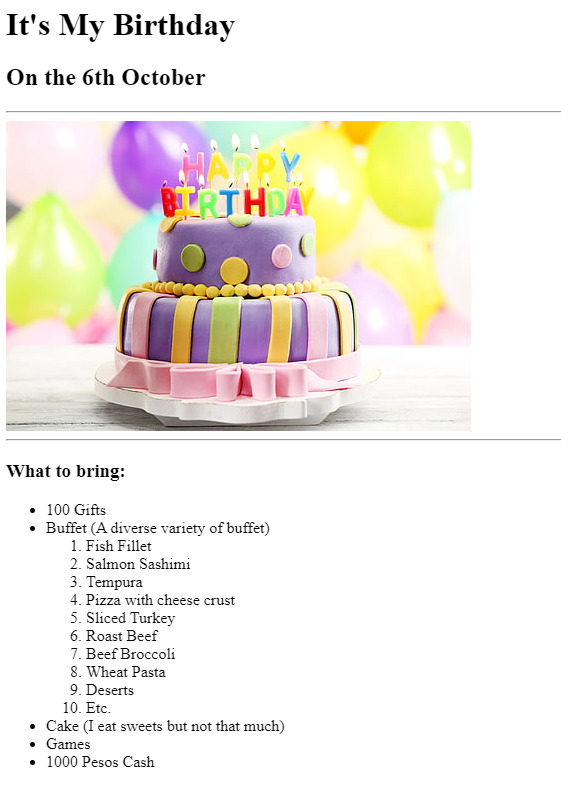 It's My Birthday
On the 6th October
HAPPY
BIRTHDAY
What to bring:
• 100 Gifts
• Buffet (A diverse variety of buffet)
1. Fish Fillet
2. Salmon Sashimi
3. Tempura
4. Pizza with cheese crust
5. Sliced Turkey
6. Roast Beef
7. Beef Broccoli
8. Wheat Pasta
9. Deserts
10. Etc.
• Cake (I eat sweets but not that much)
• Games
• 1000 Pesos Cash